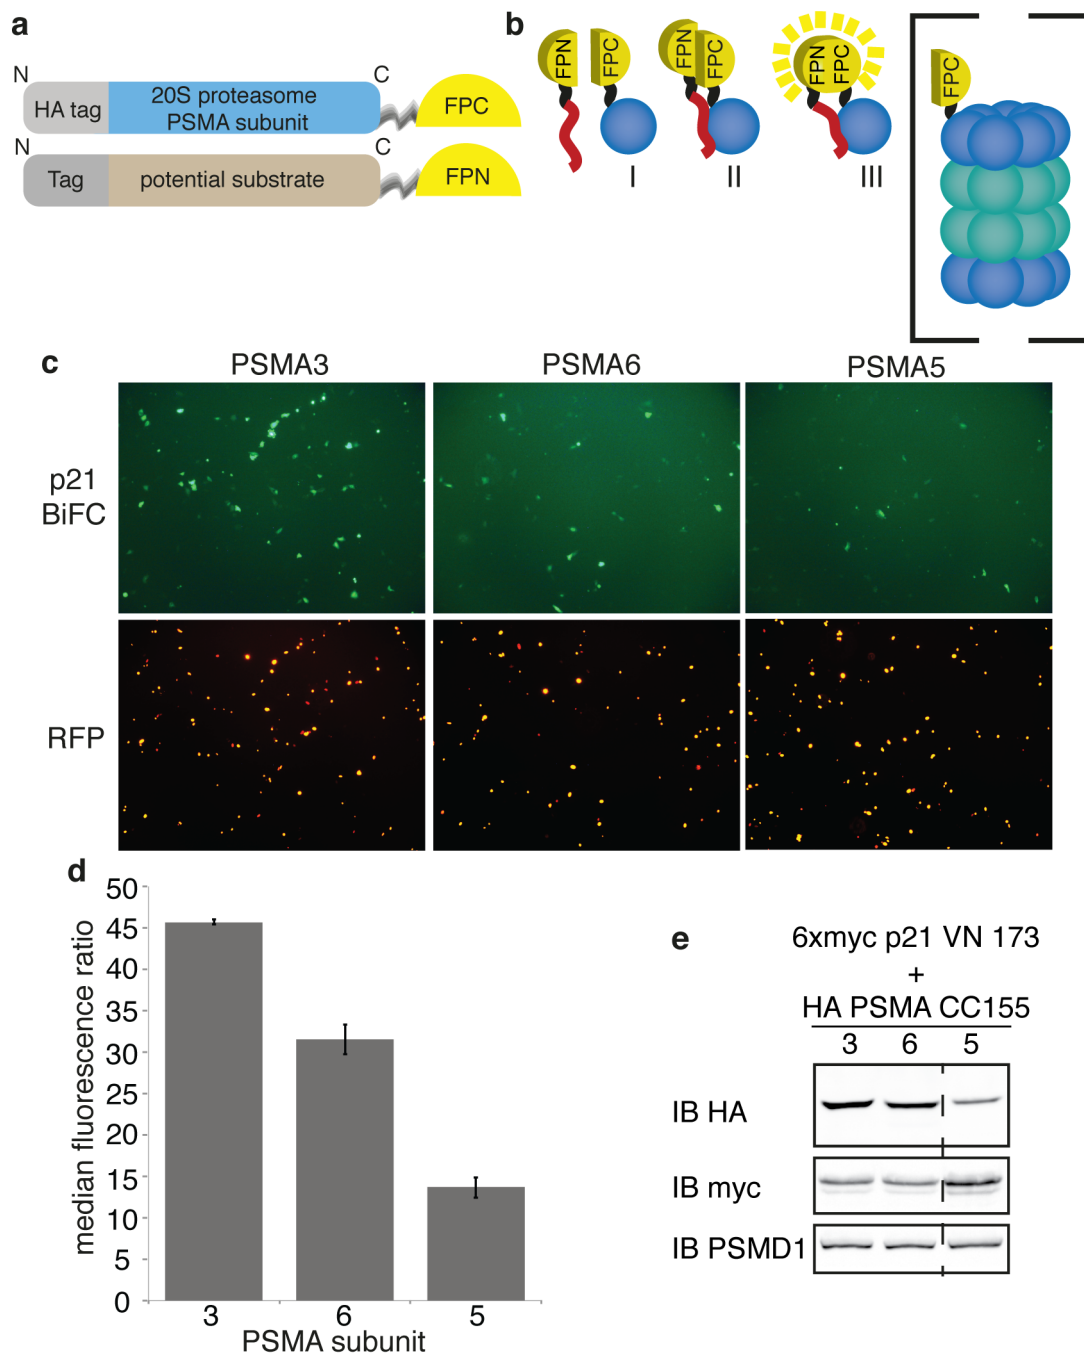 a
N
C
HA tag
20S proteasome
PSMA subunit
FPC
N
C
Tag
potential substrate
FPN
b
FPN
FPC
FPN
FPC
FPN
FPC
FPC
I
II
III
c
PSMA3
PSMA6
PSMA5
p21
BiFC
RFP
d
median fluorescence ratio
50
45
40
35
30
25
20
15
10
5
0
3
6
5
PSMA subunit
e
6xmyc p21 VN 173
+
HA PSMA CC155
3
6
5
IB HA
IB myc
IB PSMD1